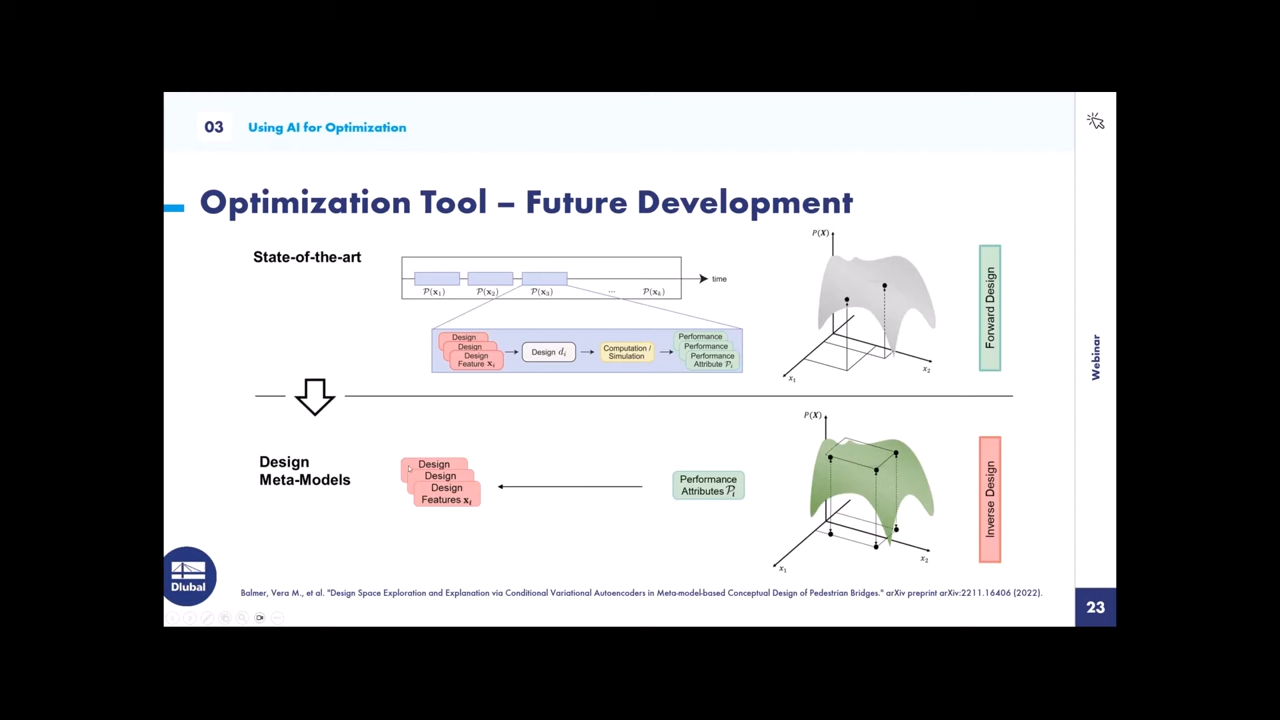 03 Using AI for Optimization
Optimization Tool – Future Development
State-of-the-art
time
𝒫(x₁) 𝒫(x₂) 𝒫(x₃) ... 𝒫(xₖ)
Design
Design
Design
Feature xᵢ
Design dᵢ
Computation /
Simulation
Performance
Performance
Performance
Attribute 𝒫ᵢ
P(X)
x₁
x₂
Forward Design
Design
Meta-Models
Design
Design
Design
Features xᵢ
Performance
Attributes 𝒫ᵢ
P(X)
x₁
x₂
Inverse Design
Webinar
Dlubal
Balmer, Vera M., et al. "Design Space Exploration and Explanation via Conditional Variational Autoencoders in Meta-model-based Conceptual Design of Pedestrian Bridges." arXiv preprint arXiv:2211.16406 (2022).
23